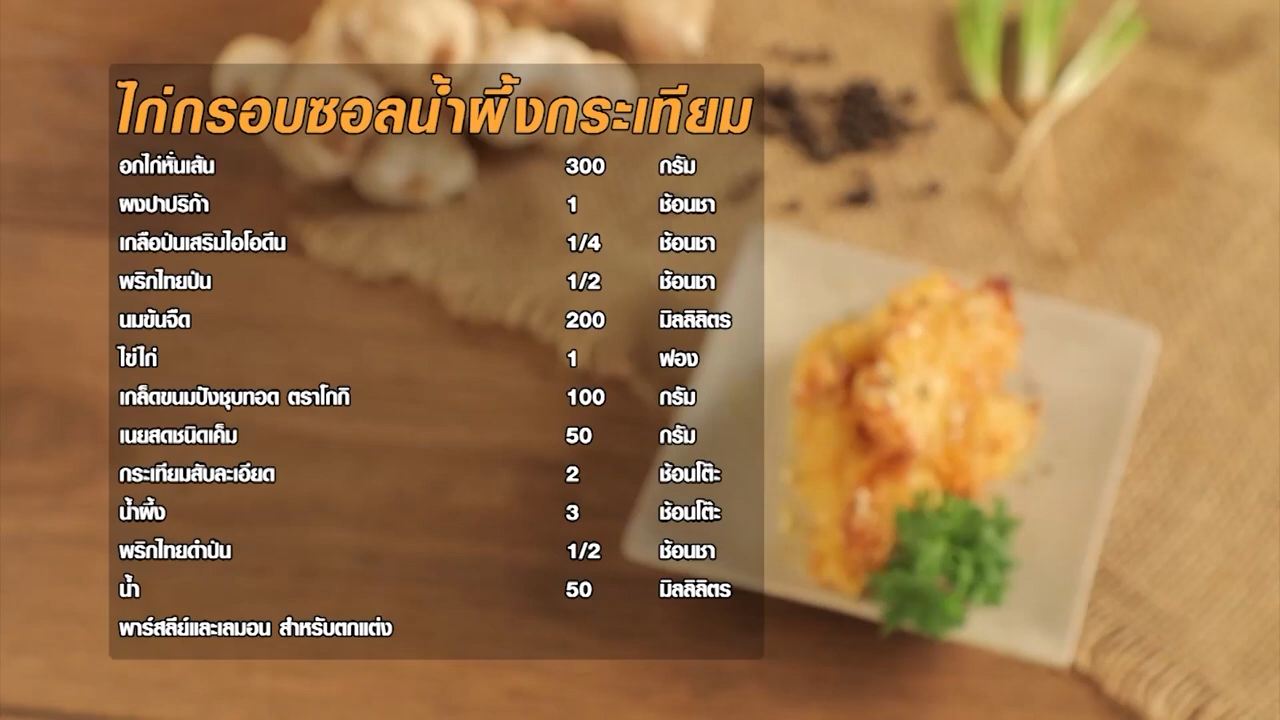 ไก่กรอบซอลน้ำผึ้งกระเทียม
อกไก่หั่นเส้น 300 กรัม
ผงปาปริก้า 1 ช้อนชา
เกลือป่นเสริมไอโอดีน 1/4 ช้อนชา
พริกไทยป่น 1/2 ช้อนชา
นมข้นจืด 200 มิลลิลิตร
ไข่ไก่ 1 ฟอง
เกล็ดขนมปังชุบทอด ตราโกกิ 100 กรัม
เนยสดชนิดเค็ม 50 กรัม
กระเทียมสับละเอียด 2 ช้อนโต๊ะ
น้ำผึ้ง 3 ช้อนโต๊ะ
พริกไทยดำป่น 1/2 ช้อนชา
น้ำ 50 มิลลิลิตร
พาร์สลีย์และเลมอน สำหรับตกแต่ง